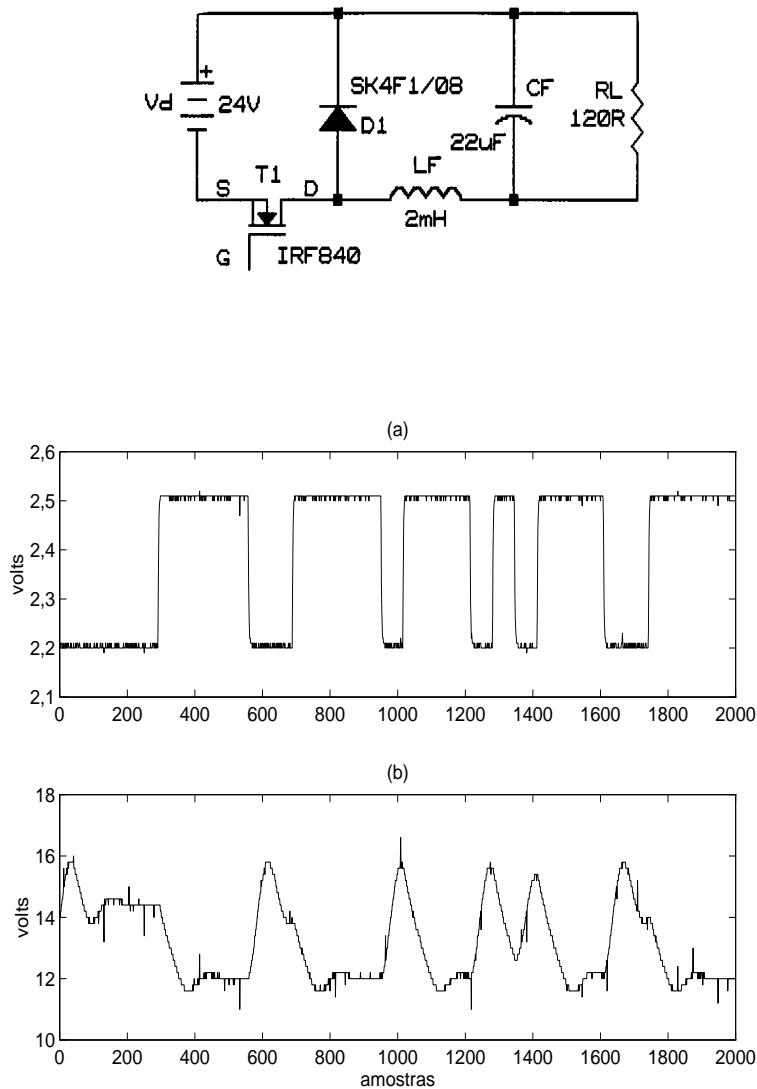 SK4F1/08
CF
RL
+
Vd
24V
D1
22uF
120R
LF
T1
S
D
2mH
G
IRF840
(a)
2,6
2,5
2,4
2,3
2,2
2,1
volts
0 200 400 600 800 1000 1200 1400 1600 1800 2000
(b)
18
16
14
12
10
volts
0 200 400 600 800 1000 1200 1400 1600 1800 2000
amostras